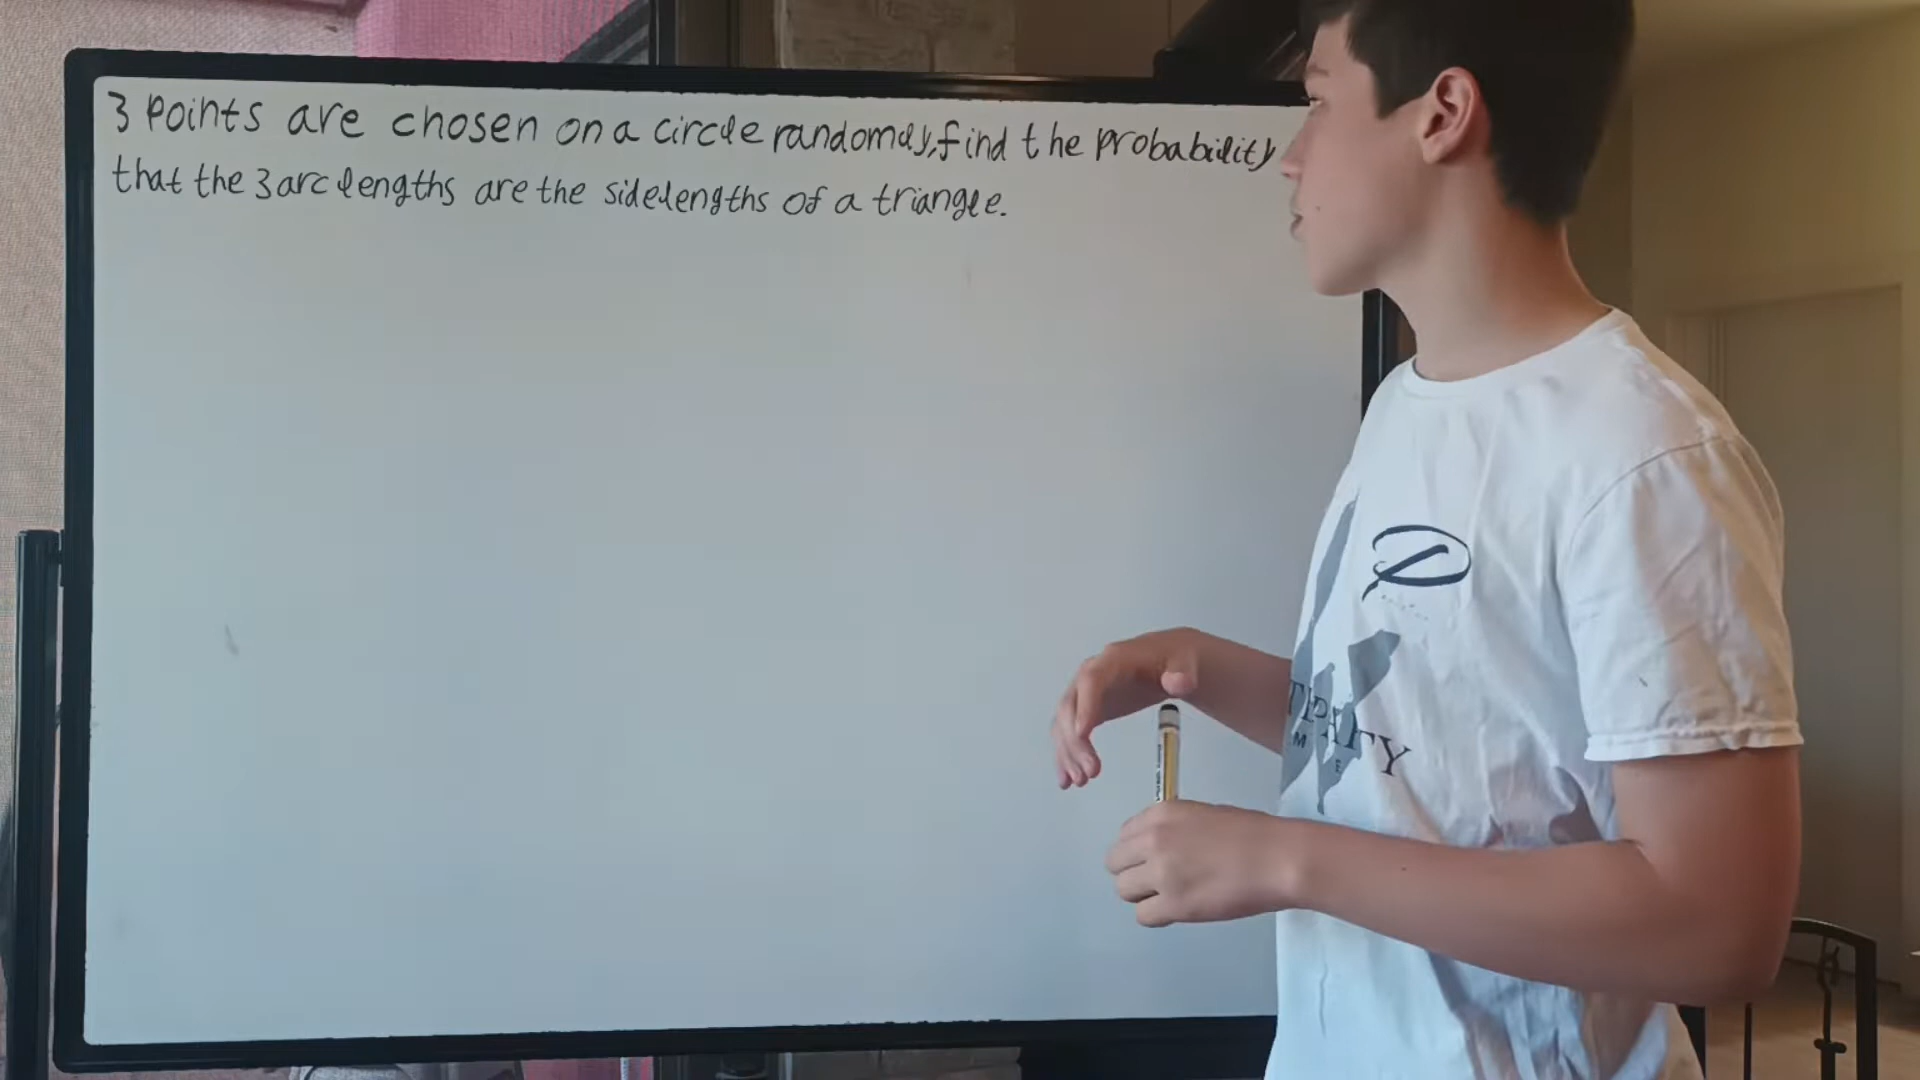 3 Points are chosen on a circle randomly, find the probability
that the 3 arc lengths are the sidelengths of a triangle.